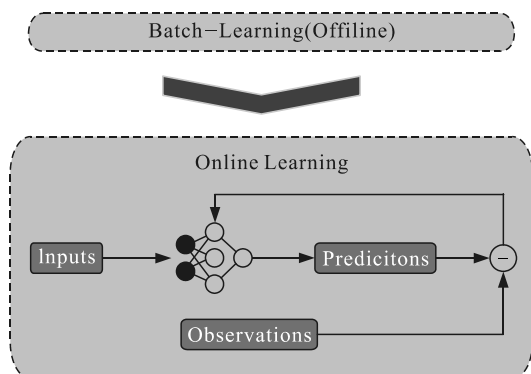 Batch-Learning(Offiline)
Online Learning
Inputs
Predicitons
−
Observations